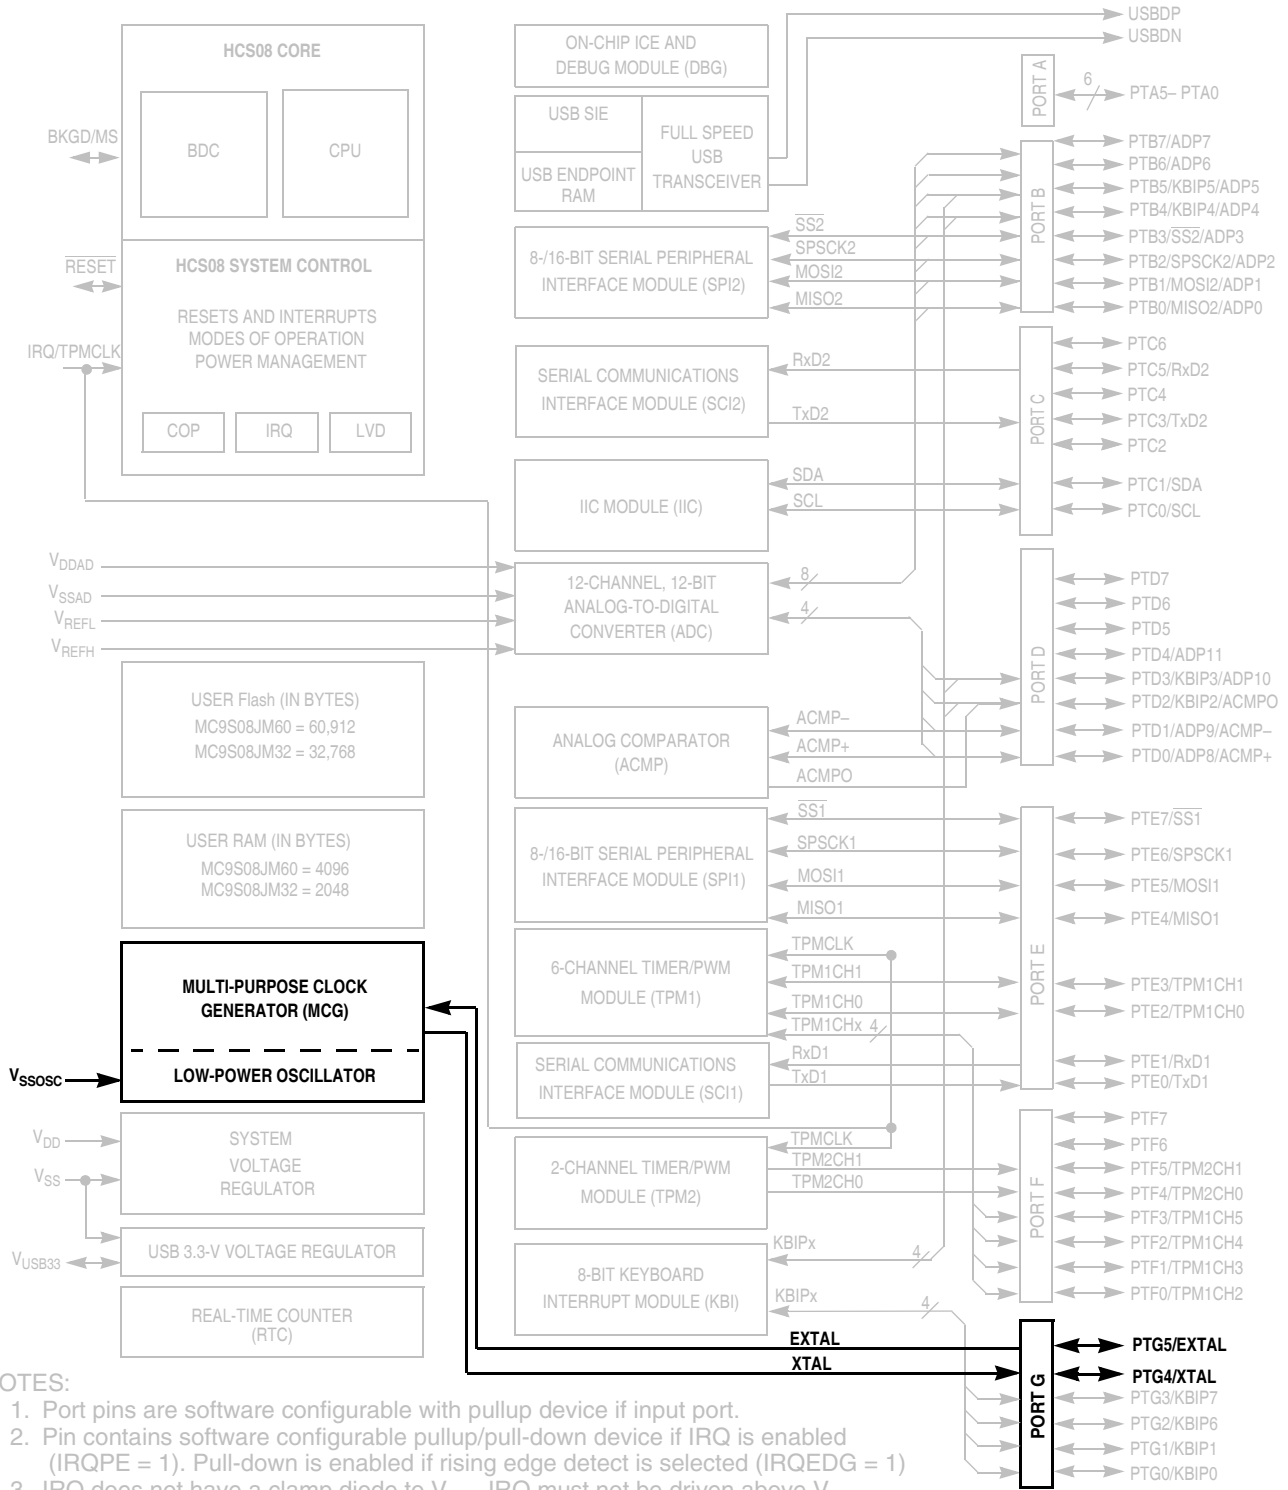 HCS08 CORE
BDC
CPU
BKGD/MS
HCS08 SYSTEM CONTROL
RESET
RESETS AND INTERRUPTS
MODES OF OPERATION
POWER MANAGEMENT
IRQ/TPMCLK
COP
IRQ
LVD
VDDAD
VSSAD
VREFL
VREFH
USER Flash (IN BYTES)
MC9S08JM60 = 60,912
MC9S08JM32 = 32,768
USER RAM (IN BYTES)
MC9S08JM60 = 4096
MC9S08JM32 = 2048
MULTI-PURPOSE CLOCK
GENERATOR (MCG)
LOW-POWER OSCILLATOR
VSSOSC
VDD
VSS
SYSTEM
VOLTAGE
REGULATOR
VUSB33
USB 3.3-V VOLTAGE REGULATOR
REAL-TIME COUNTER
(RTC)
ON-CHIP ICE AND
DEBUG MODULE (DBG)
USB SIE
USB ENDPOINT
RAM
FULL SPEED
USB
TRANSCEIVER
8-/16-BIT SERIAL PERIPHERAL
INTERFACE MODULE (SPI2)
SS2
SPSCK2
MOSI2
MISO2
SERIAL COMMUNICATIONS
INTERFACE MODULE (SCI2)
RxD2
TxD2
IIC MODULE (IIC)
SDA
SCL
12-CHANNEL, 12-BIT
ANALOG-TO-DIGITAL
CONVERTER (ADC)
8
4
ANALOG COMPARATOR
(ACMP)
ACMP–
ACMP+
ACMPO
8-/16-BIT SERIAL PERIPHERAL
INTERFACE MODULE (SPI1)
SS1
SPSCK1
MOSI1
MISO1
6-CHANNEL TIMER/PWM
MODULE (TPM1)
TPMCLK
TPM1CH1
TPM1CH0
TPM1CHx 4
SERIAL COMMUNICATIONS
INTERFACE MODULE (SCI1)
RxD1
TxD1
2-CHANNEL TIMER/PWM
MODULE (TPM2)
TPMCLK
TPM2CH1
TPM2CH0
8-BIT KEYBOARD
INTERRUPT MODULE (KBI)
KBIPx 4
KBIPx 4
EXTAL
XTAL
USBDP
USBDN
PORT A
6
PTA5– PTA0
PORT B
PTB7/ADP7
PTB6/ADP6
PTB5/KBIP5/ADP5
PTB4/KBIP4/ADP4
PTB3/SS2/ADP3
PTB2/SPSCK2/ADP2
PTB1/MOSI2/ADP1
PTB0/MISO2/ADP0
PORT C
PTC6
PTC5/RxD2
PTC4
PTC3/TxD2
PTC2
PTC1/SDA
PTC0/SCL
PORT D
PTD7
PTD6
PTD5
PTD4/ADP11
PTD3/KBIP3/ADP10
PTD2/KBIP2/ACMPO
PTD1/ADP9/ACMP–
PTD0/ADP8/ACMP+
PORT E
PTE7/SS1
PTE6/SPSCK1
PTE5/MOSI1
PTE4/MISO1
PTE3/TPM1CH1
PTE2/TPM1CH0
PTE1/RxD1
PTE0/TxD1
PORT F
PTF7
PTF6
PTF5/TPM2CH1
PTF4/TPM2CH0
PTF3/TPM1CH5
PTF2/TPM1CH4
PTF1/TPM1CH3
PTF0/TPM1CH2
PORT G
PTG5/EXTAL
PTG4/XTAL
PTG3/KBIP7
PTG2/KBIP6
PTG1/KBIP1
PTG0/KBIP0
OTES:
1. Port pins are software configurable with pullup device if input port.
2. Pin contains software configurable pullup/pull-down device if IRQ is enabled
(IRQPE = 1). Pull-down is enabled if rising edge detect is selected (IRQEDG = 1)
3. IRQ does not have a clamp diode to V IRQ must not be driven above V